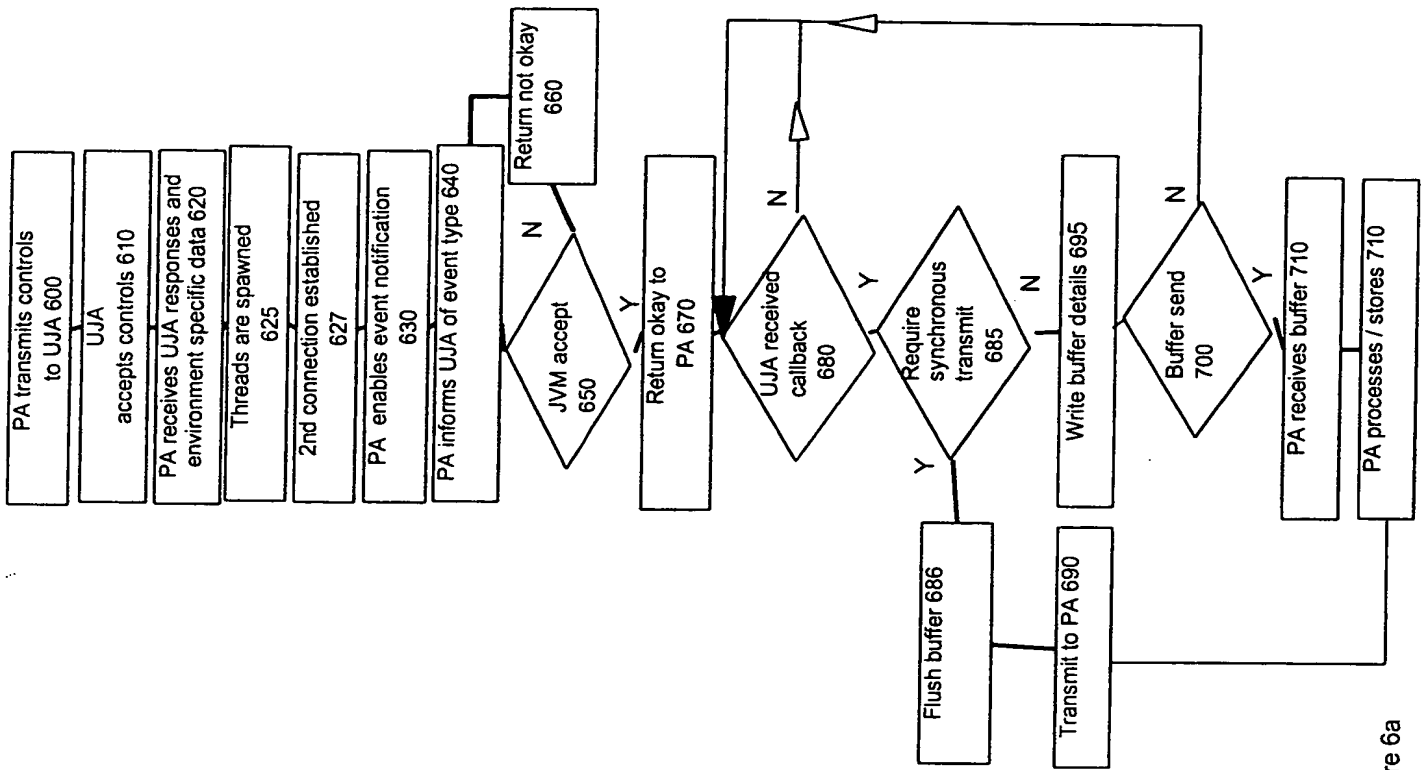 PA transmits controls
to UJA 600
UJA
accepts controls 610
PA receives UJA responses and
environment specific data 620
Threads are spawned
625
2nd connection established
627
PA enables event notification
630
PA informs UJA of event type 640
JVM accept
650
N
Return not okay
660
Y
Return okay to
PA 670
UJA received
callback
680
N
Y
Require
synchronous
transmit
685
Y
N
Flush buffer 686
Transmit to PA 690
Write buffer details 695
Buffer send
700
N
Y
PA receives buffer 710
PA processes / stores 710
re 6a